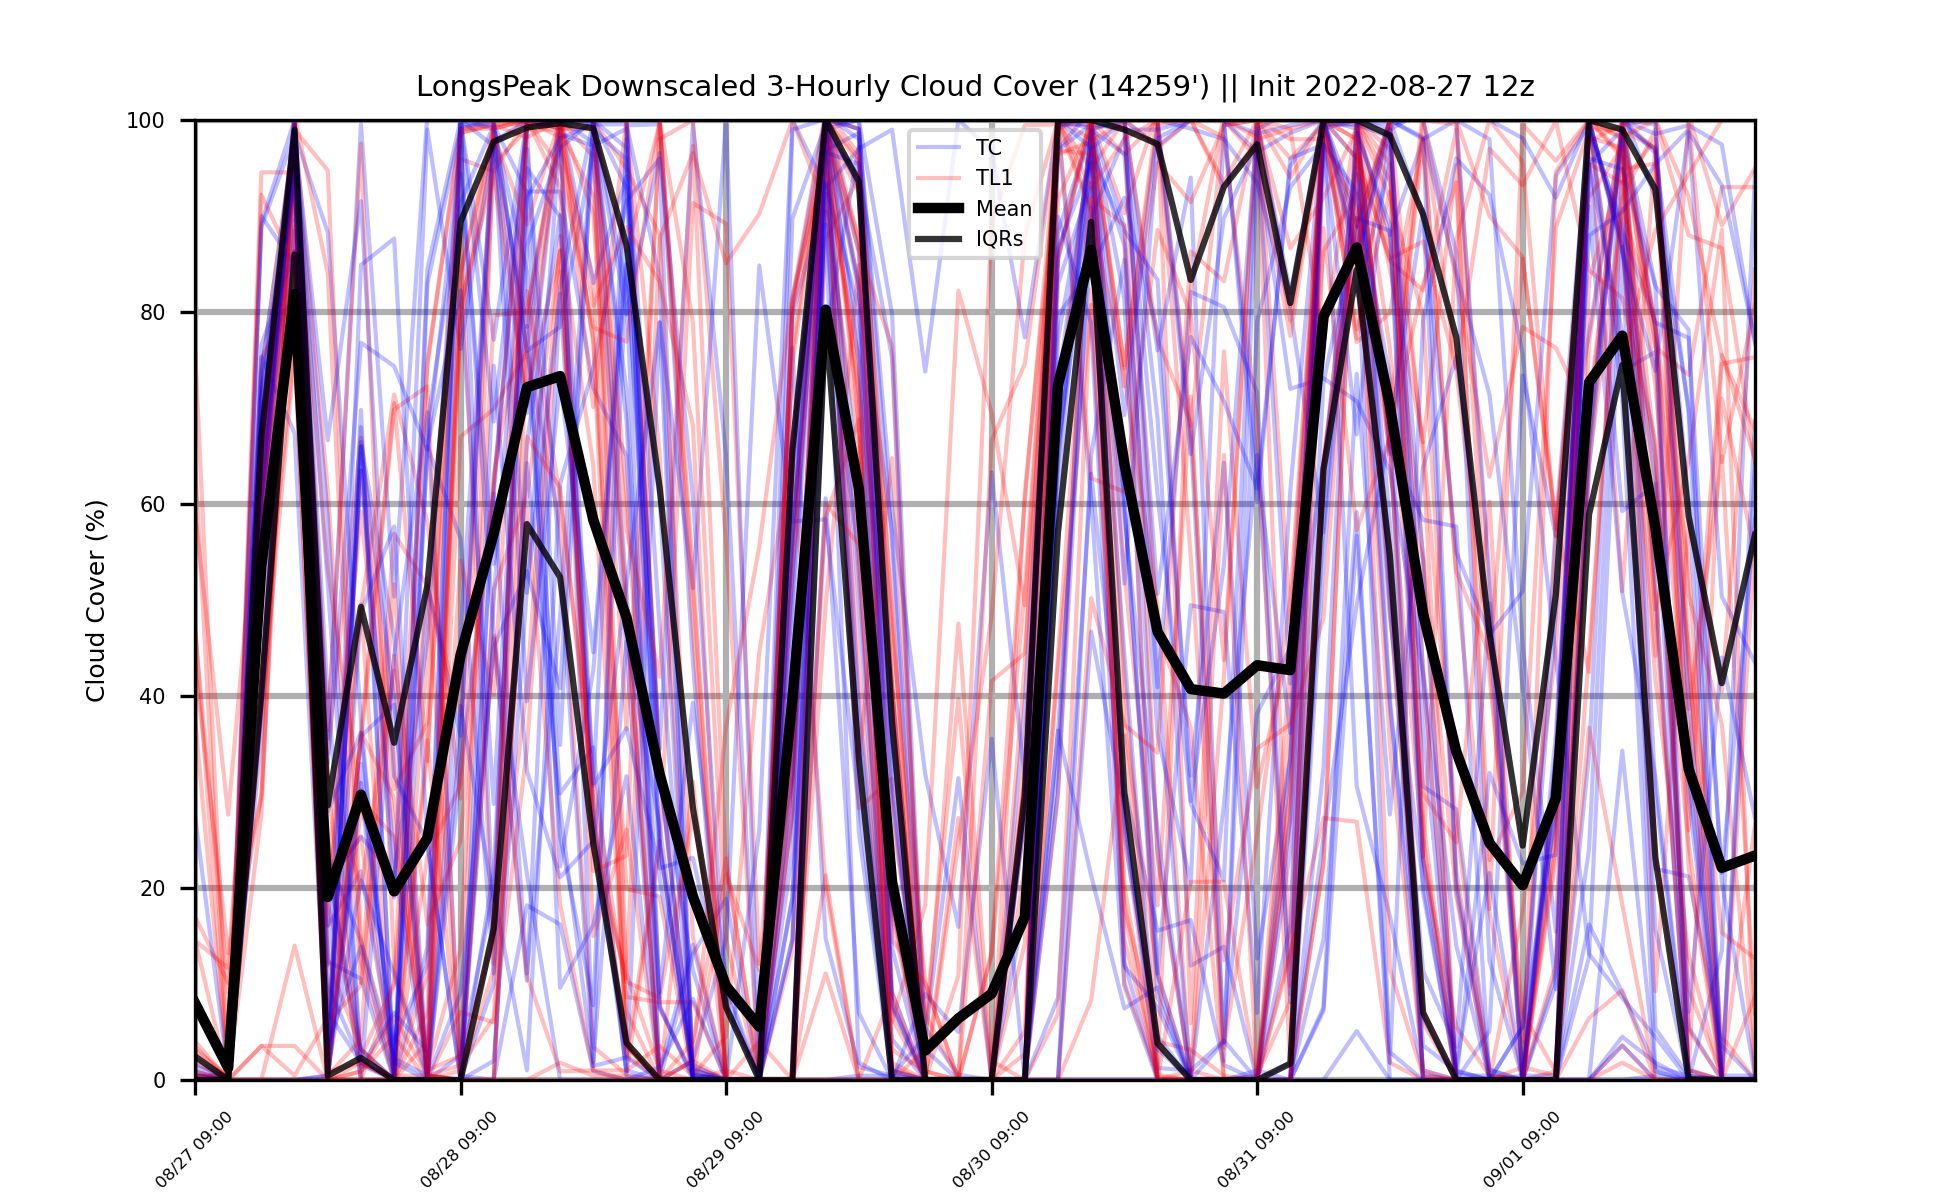 LongsPeak Downscaled 3-Hourly Cloud Cover (14259') || Init 2022-08-27 12z
Cloud Cover (%)
100
80
60
40
20
0
TC
TL1
Mean
IQRs
08/27 09:00
08/28 09:00
08/29 09:00
08/30 09:00
08/31 09:00
09/01 09:00